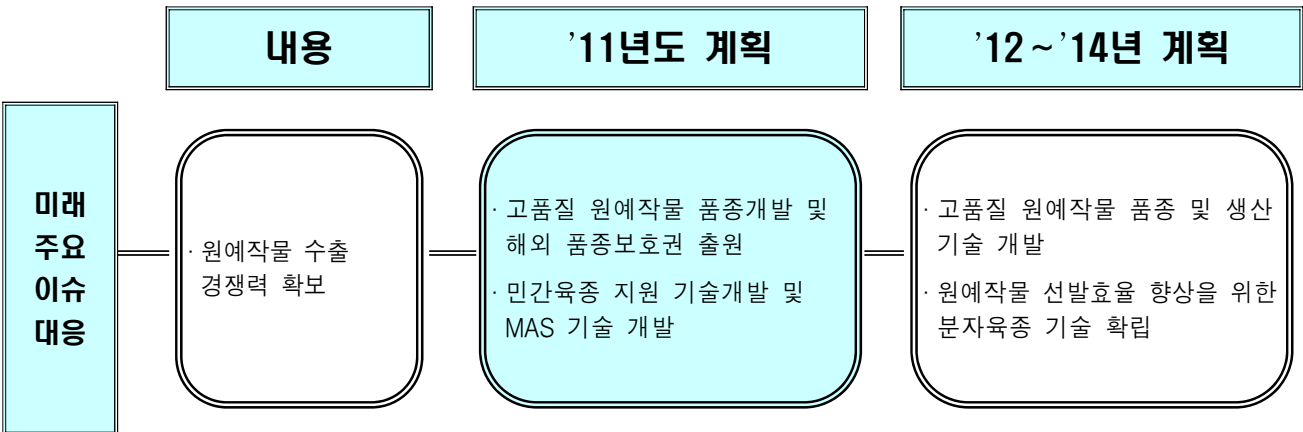 내용
’11년도 계획
’12~’14년 계획
미래
주요
이슈
대응
· 원예작물 수출
경쟁력 확보
· 고품질 원예작물 품종개발 및
해외 품종보호권 출원
· 민간육종 지원 기술개발 및
MAS 기술 개발
· 고품질 원예작물 품종 및 생산
기술 개발
· 원예작물 선발효율 향상을 위한
분자육종 기술 확립